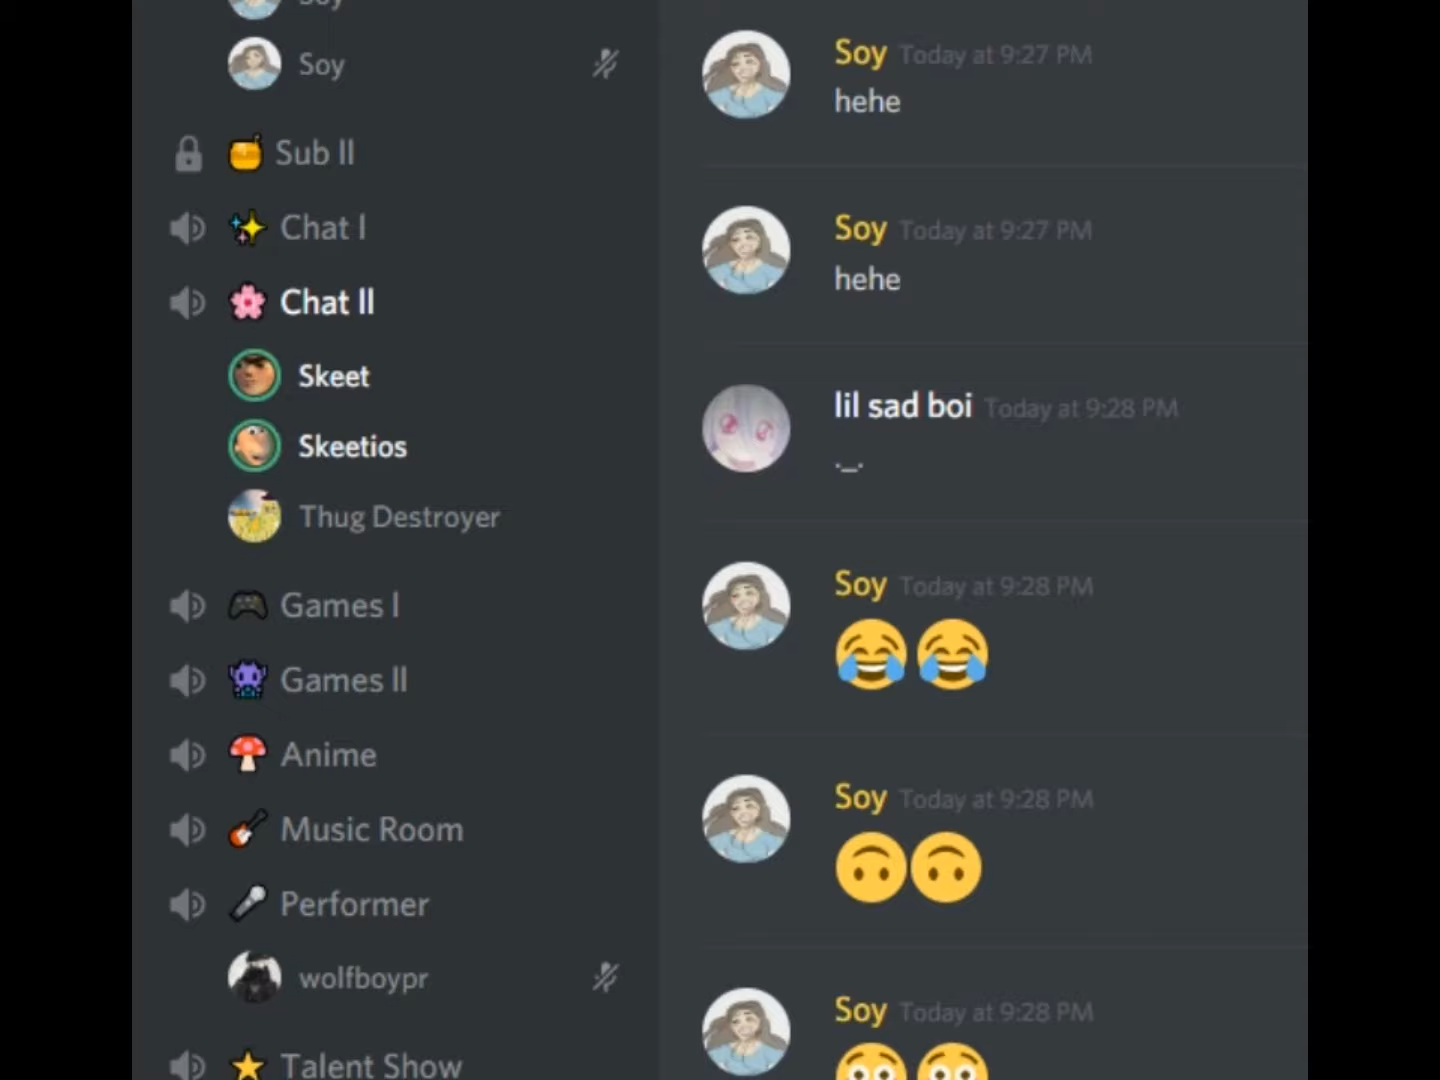 Soy
Soy
Sub II
Chat I
Chat II
Skeet
Skeetios
Thug Destroyer
Games I
Games II
Anime
Music Room
Performer
wolfboypr
Talent Show
Soy Today at 9:27 PM
hehe
Soy Today at 9:27 PM
hehe
lil sad boi Today at 9:28 PM
._.
Soy Today at 9:28 PM
😂 😂
Soy Today at 9:28 PM
🙃🙃
Soy Today at 9:28 PM